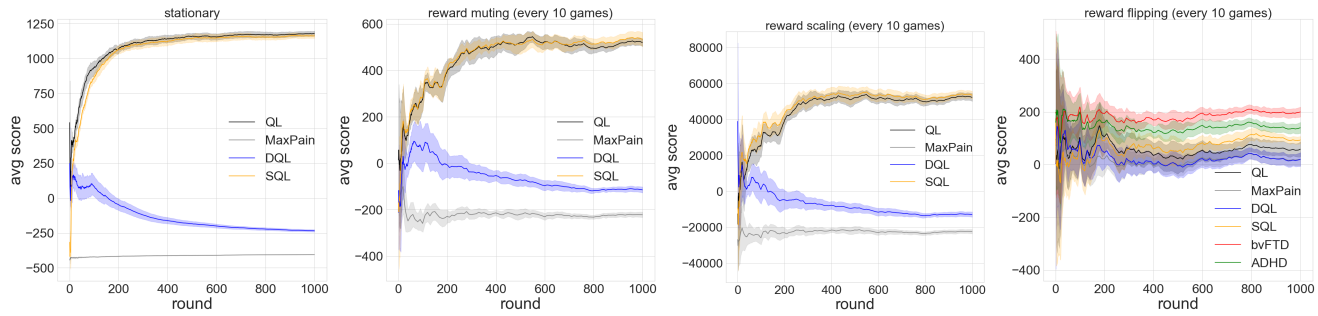 stationary
avg score
1250
1000
750
500
250
0
−250
−500
0
200
400
600
800
1000
round
QL
MaxPain
DQL
SQL
reward muting (every 10 games)
avg score
600
400
200
0
−200
−400
0
200
400
600
800
1000
round
QL
MaxPain
DQL
SQL
reward scaling (every 10 games)
avg score
80000
60000
40000
20000
0
−20000
−40000
0
200
400
600
800
1000
round
QL
MaxPain
DQL
SQL
reward flipping (every 10 games)
avg score
400
200
0
−200
−400
0
200
400
600
800
1000
round
QL
MaxPain
DQL
SQL
bvFTD
ADHD